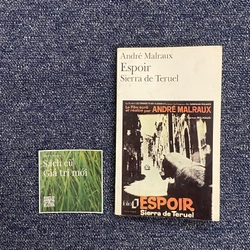 André Malraux
Espoir
Sierra de Teruel
ANDRÉ MALRAUX
ESPOIR
Sierra de Teruel
Sách cũ
Giá trị mới